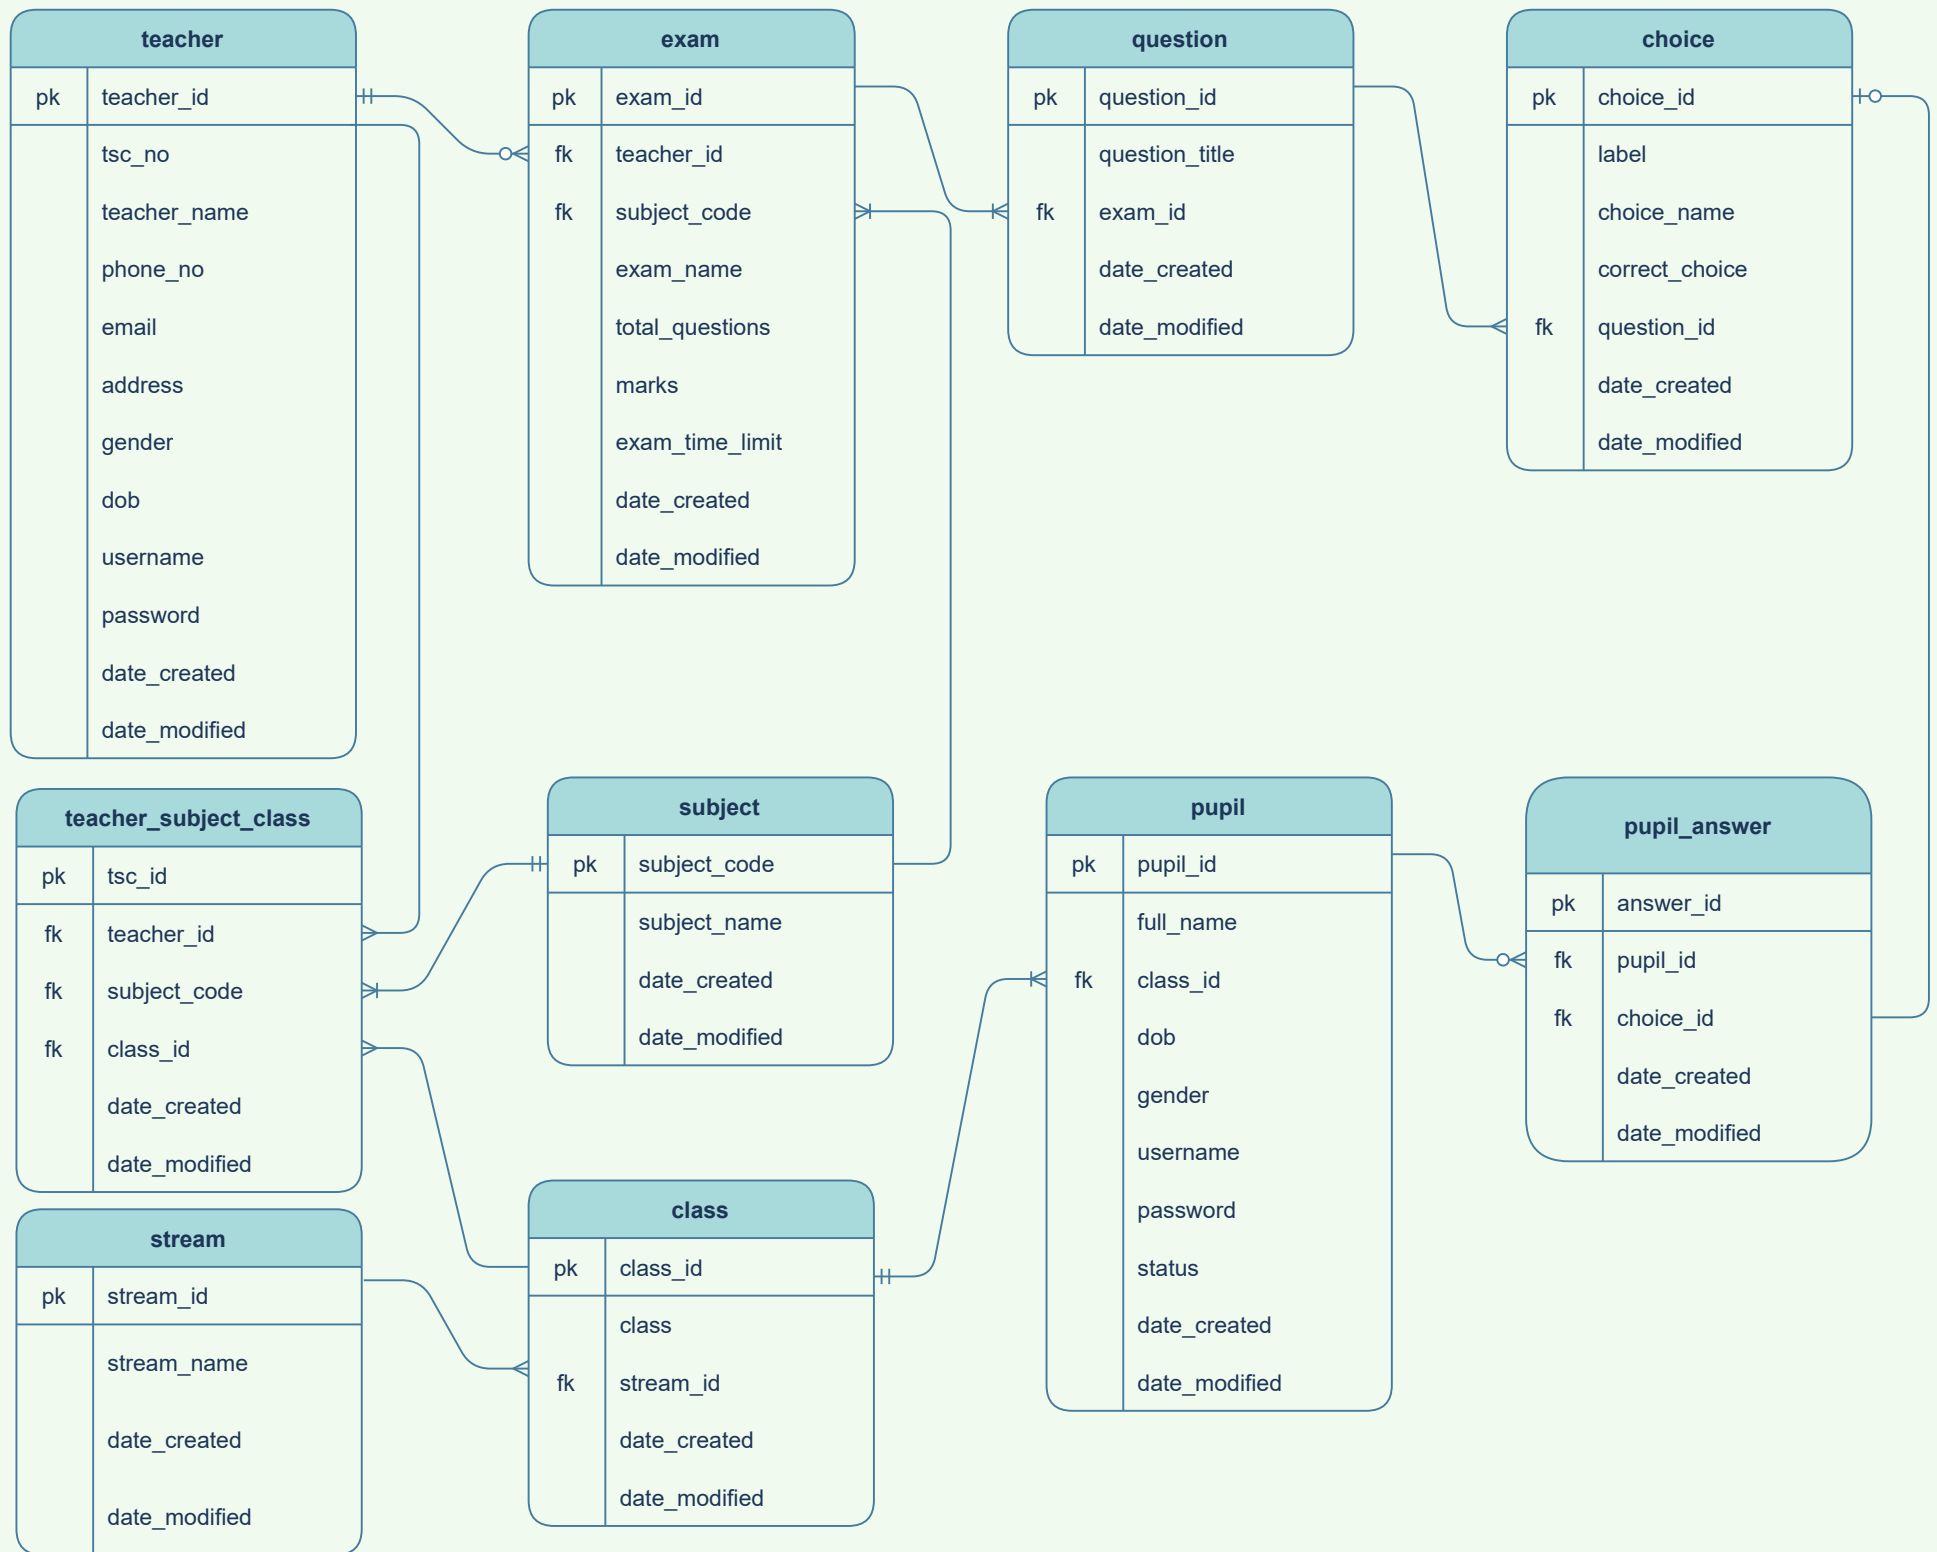 teacher
pk teacher_id
tsc_no
teacher_name
phone_no
email
address
gender
dob
username
password
date_created
date_modified
exam
pk exam_id
fk teacher_id
fk subject_code
exam_name
total_questions
marks
exam_time_limit
date_created
date_modified
question
pk question_id
question_title
fk exam_id
date_created
date_modified
choice
pk choice_id
label
choice_name
correct_choice
fk question_id
date_created
date_modified
teacher_subject_class
pk tsc_id
fk teacher_id
fk subject_code
fk class_id
date_created
date_modified
subject
pk subject_code
subject_name
date_created
date_modified
pupil
pk pupil_id
full_name
fk class_id
dob
gender
username
password
status
date_created
date_modified
pupil_answer
pk answer_id
fk pupil_id
fk choice_id
date_created
date_modified
stream
pk stream_id
stream_name
date_created
date_modified
class
pk class_id
class
fk stream_id
date_created
date_modified